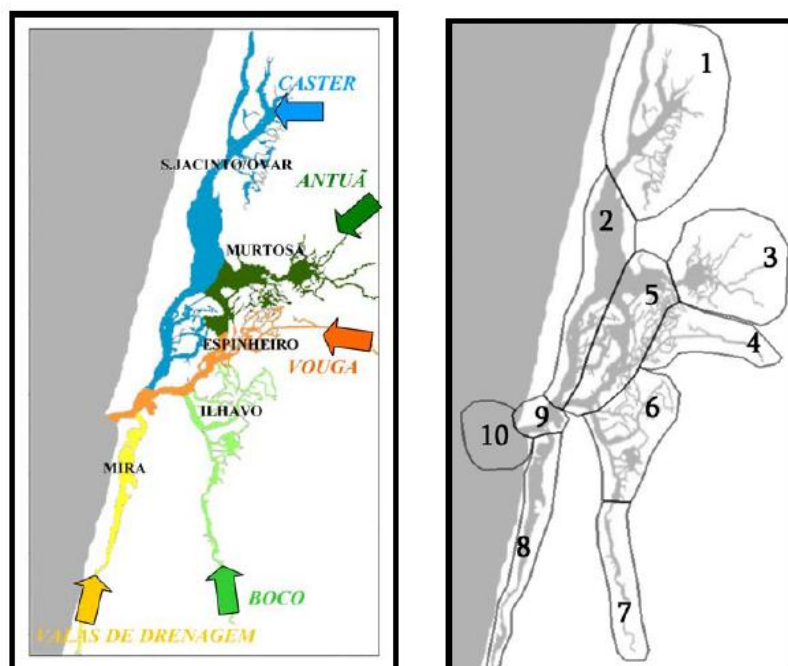 CASTER
S.JACINTO/OVAR
ANTUÃ
MURTOSA
ESPINHEIRO
VOUGA
ILHAVO
MIRA
BOCO
VALAS DE DRENAGEM
1
2
3
5
4
6
9
10
8
7